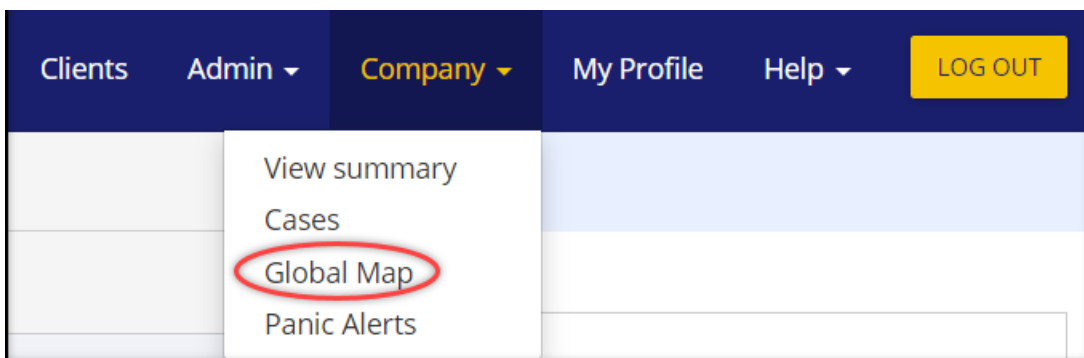 Clients Admin Company My Profile Help LOG OUT
View summary
Cases
Global Map
Panic Alerts